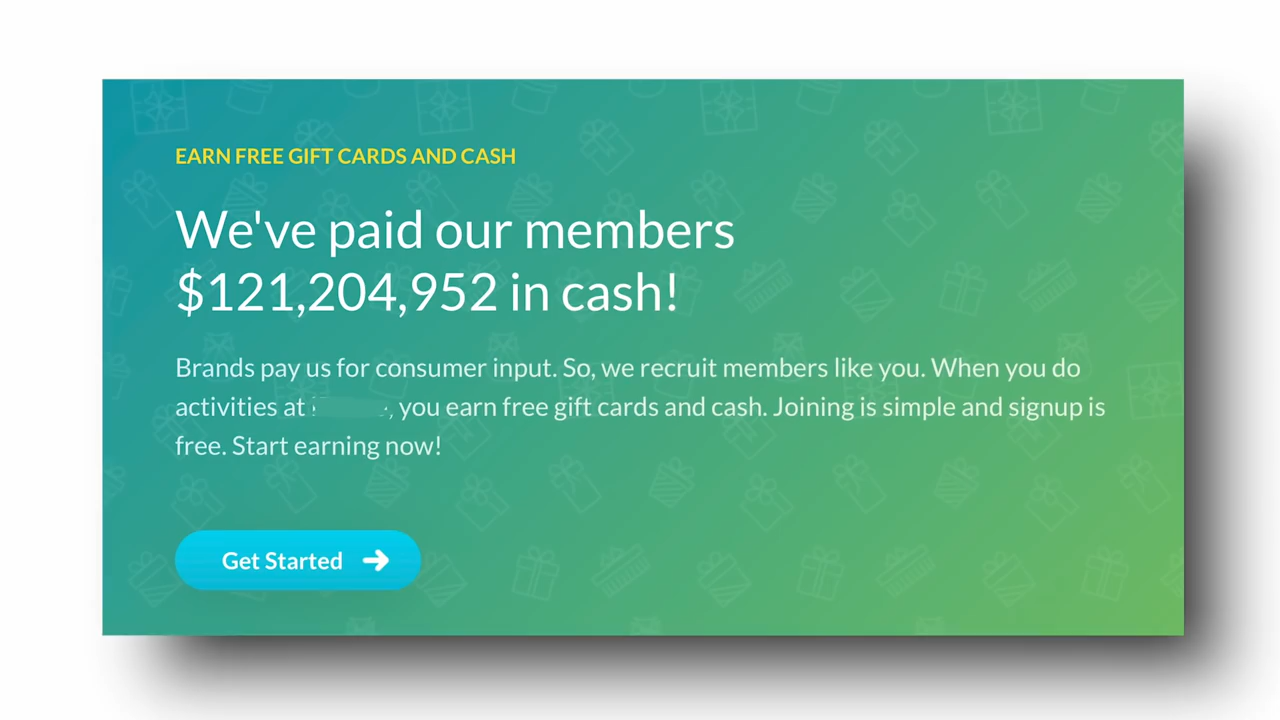 EARN FREE GIFT CARDS AND CASH
We've paid our members
$121,204,952 in cash!
Brands pay us for consumer input. So, we recruit members like you. When you do
activities at , you earn free gift cards and cash. Joining is simple and signup is
free. Start earning now!
Get Started